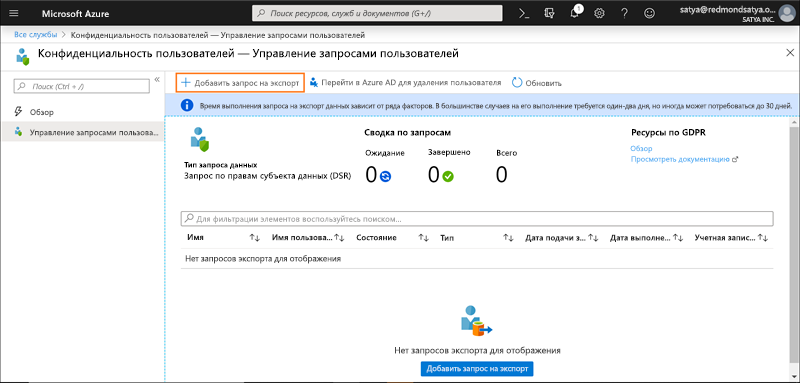 Microsoft Azure
Поиск ресурсов, служб и документов (G+/)
1
satya@redmondsatya.o...
SATYA INC.
Все службы > Конфиденциальность пользователей — Управление запросами пользователей
Конфиденциальность пользователей — Управление запросами пользователей
Поиск (Ctrl + /)
Обзор
Управление запросами пользова...
Добавить запрос на экспорт
Перейти в Azure AD для удаления пользователя
Обновить
Время выполнения запроса на экспорт данных зависит от ряда факторов. В большинстве случаев на его выполнение требуется один-два дня, но иногда может потребоваться до 30 дней.
Тип запроса данных
Запрос по правам субъекта данных (DSR)
Сводка по запросам
Ожидание Завершено Всего
0 0 0
Ресурсы по GDPR
Обзор
Просмотреть документацию
Для фильтрации элементов воспользуйтесь поиском...
Имя Имя пользова... Состояние Тип Дата подачи з... Дата выполне... Учетная запис...
Нет запросов экспорта для отображения
Нет запросов экспорта для отображения
Добавить запрос на экспорт